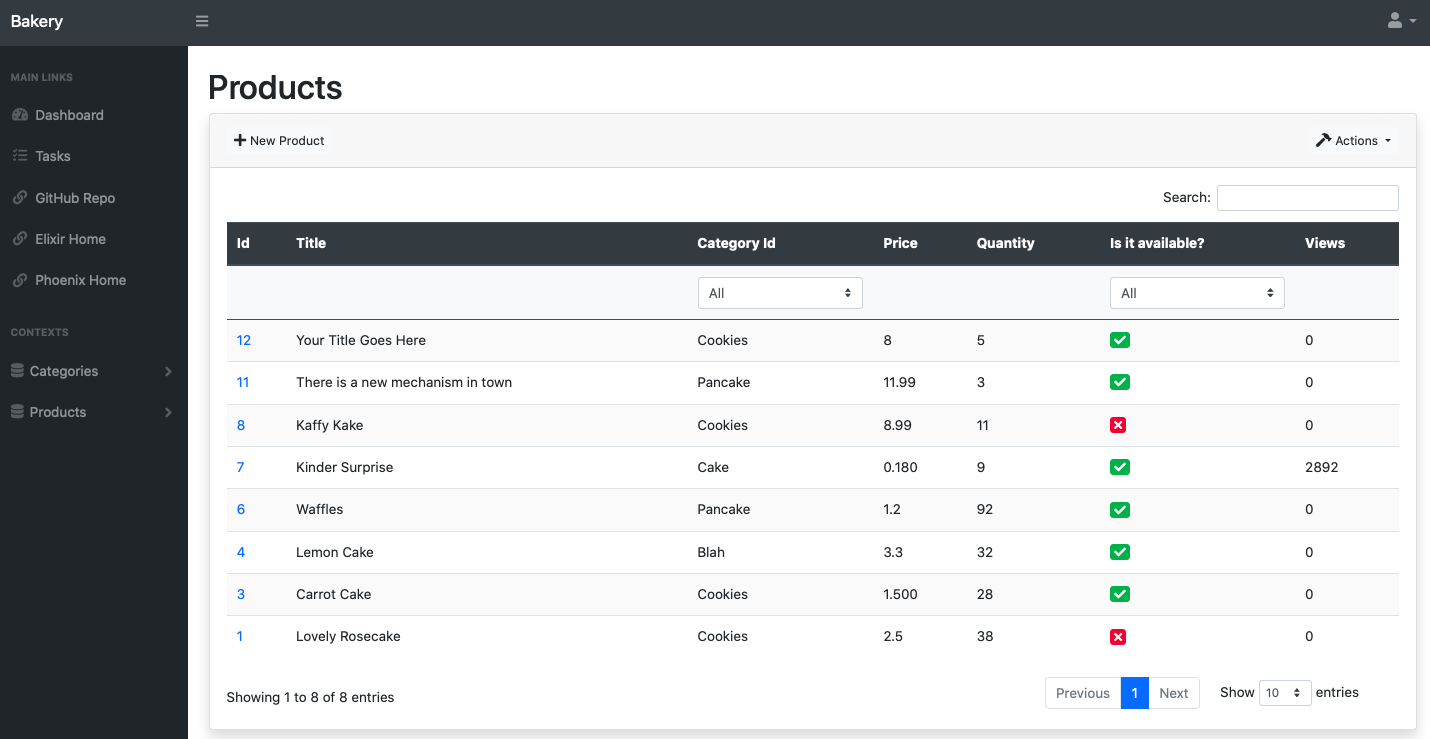 Bakery
MAIN LINKS
Dashboard
Tasks
GitHub Repo
Elixir Home
Phoenix Home
CONTEXTS
Categories
Products
Products
New Product Actions
Search:
Id Title Category Id Price Quantity Is it available? Views
All All
12 Your Title Goes Here Cookies 8 5 0
11 There is a new mechanism in town Pancake 11.99 3 0
8 Kaffy Kake Cookies 8.99 11 0
7 Kinder Surprise Cake 0.180 9 2892
6 Waffles Pancake 1.2 92 0
4 Lemon Cake Blah 3.3 32 0
3 Carrot Cake Cookies 1.500 28 0
1 Lovely Rosecake Cookies 2.5 38 0
Showing 1 to 8 of 8 entries Previous 1 Next Show 10 entries